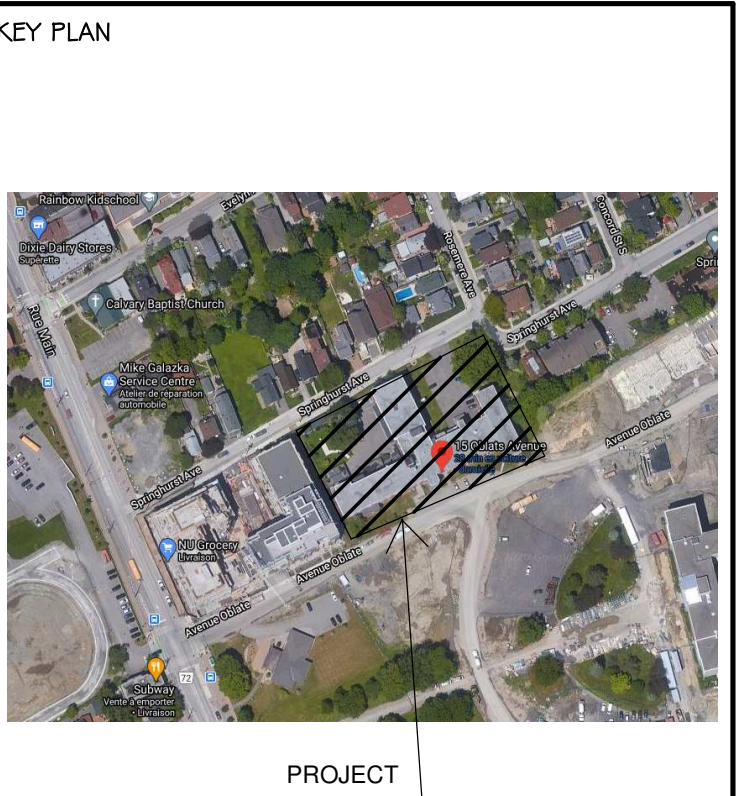 KEY PLAN
Rainbow Kidschool
Evelyn
Dixie Dairy Stores
Supérette
Rosemere Ave
Concord St S
Rue Main
Calvary Baptist Church
Springhurst Ave
Mike Galazka
Service Centre
Atelier de réparation
automobile
Springhurst Ave
15 Oblats Avenue
Avenue Oblate
Springhurst Ave
NU Grocery
Livraison
Avenue Oblate
Avenue Oblate
72
Subway
Vente à emporter
• Livraison
PROJECT